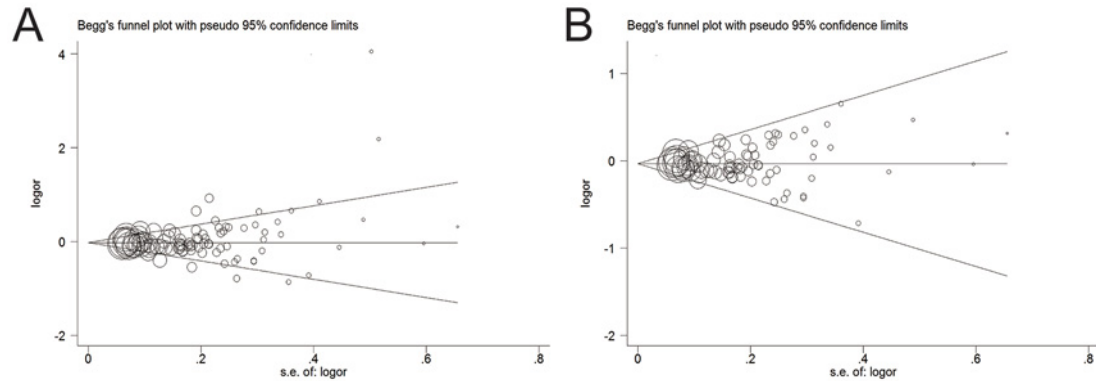 A
Begg's funnel plot with pseudo 95% confidence limits
4
2
0
-2
logor
0
.2
.4
.6
.8
s.e. of: logor
B
Begg's funnel plot with pseudo 95% confidence limits
1
0
-1
-2
logor
0
.2
.4
.6
.8
s.e. of: logor